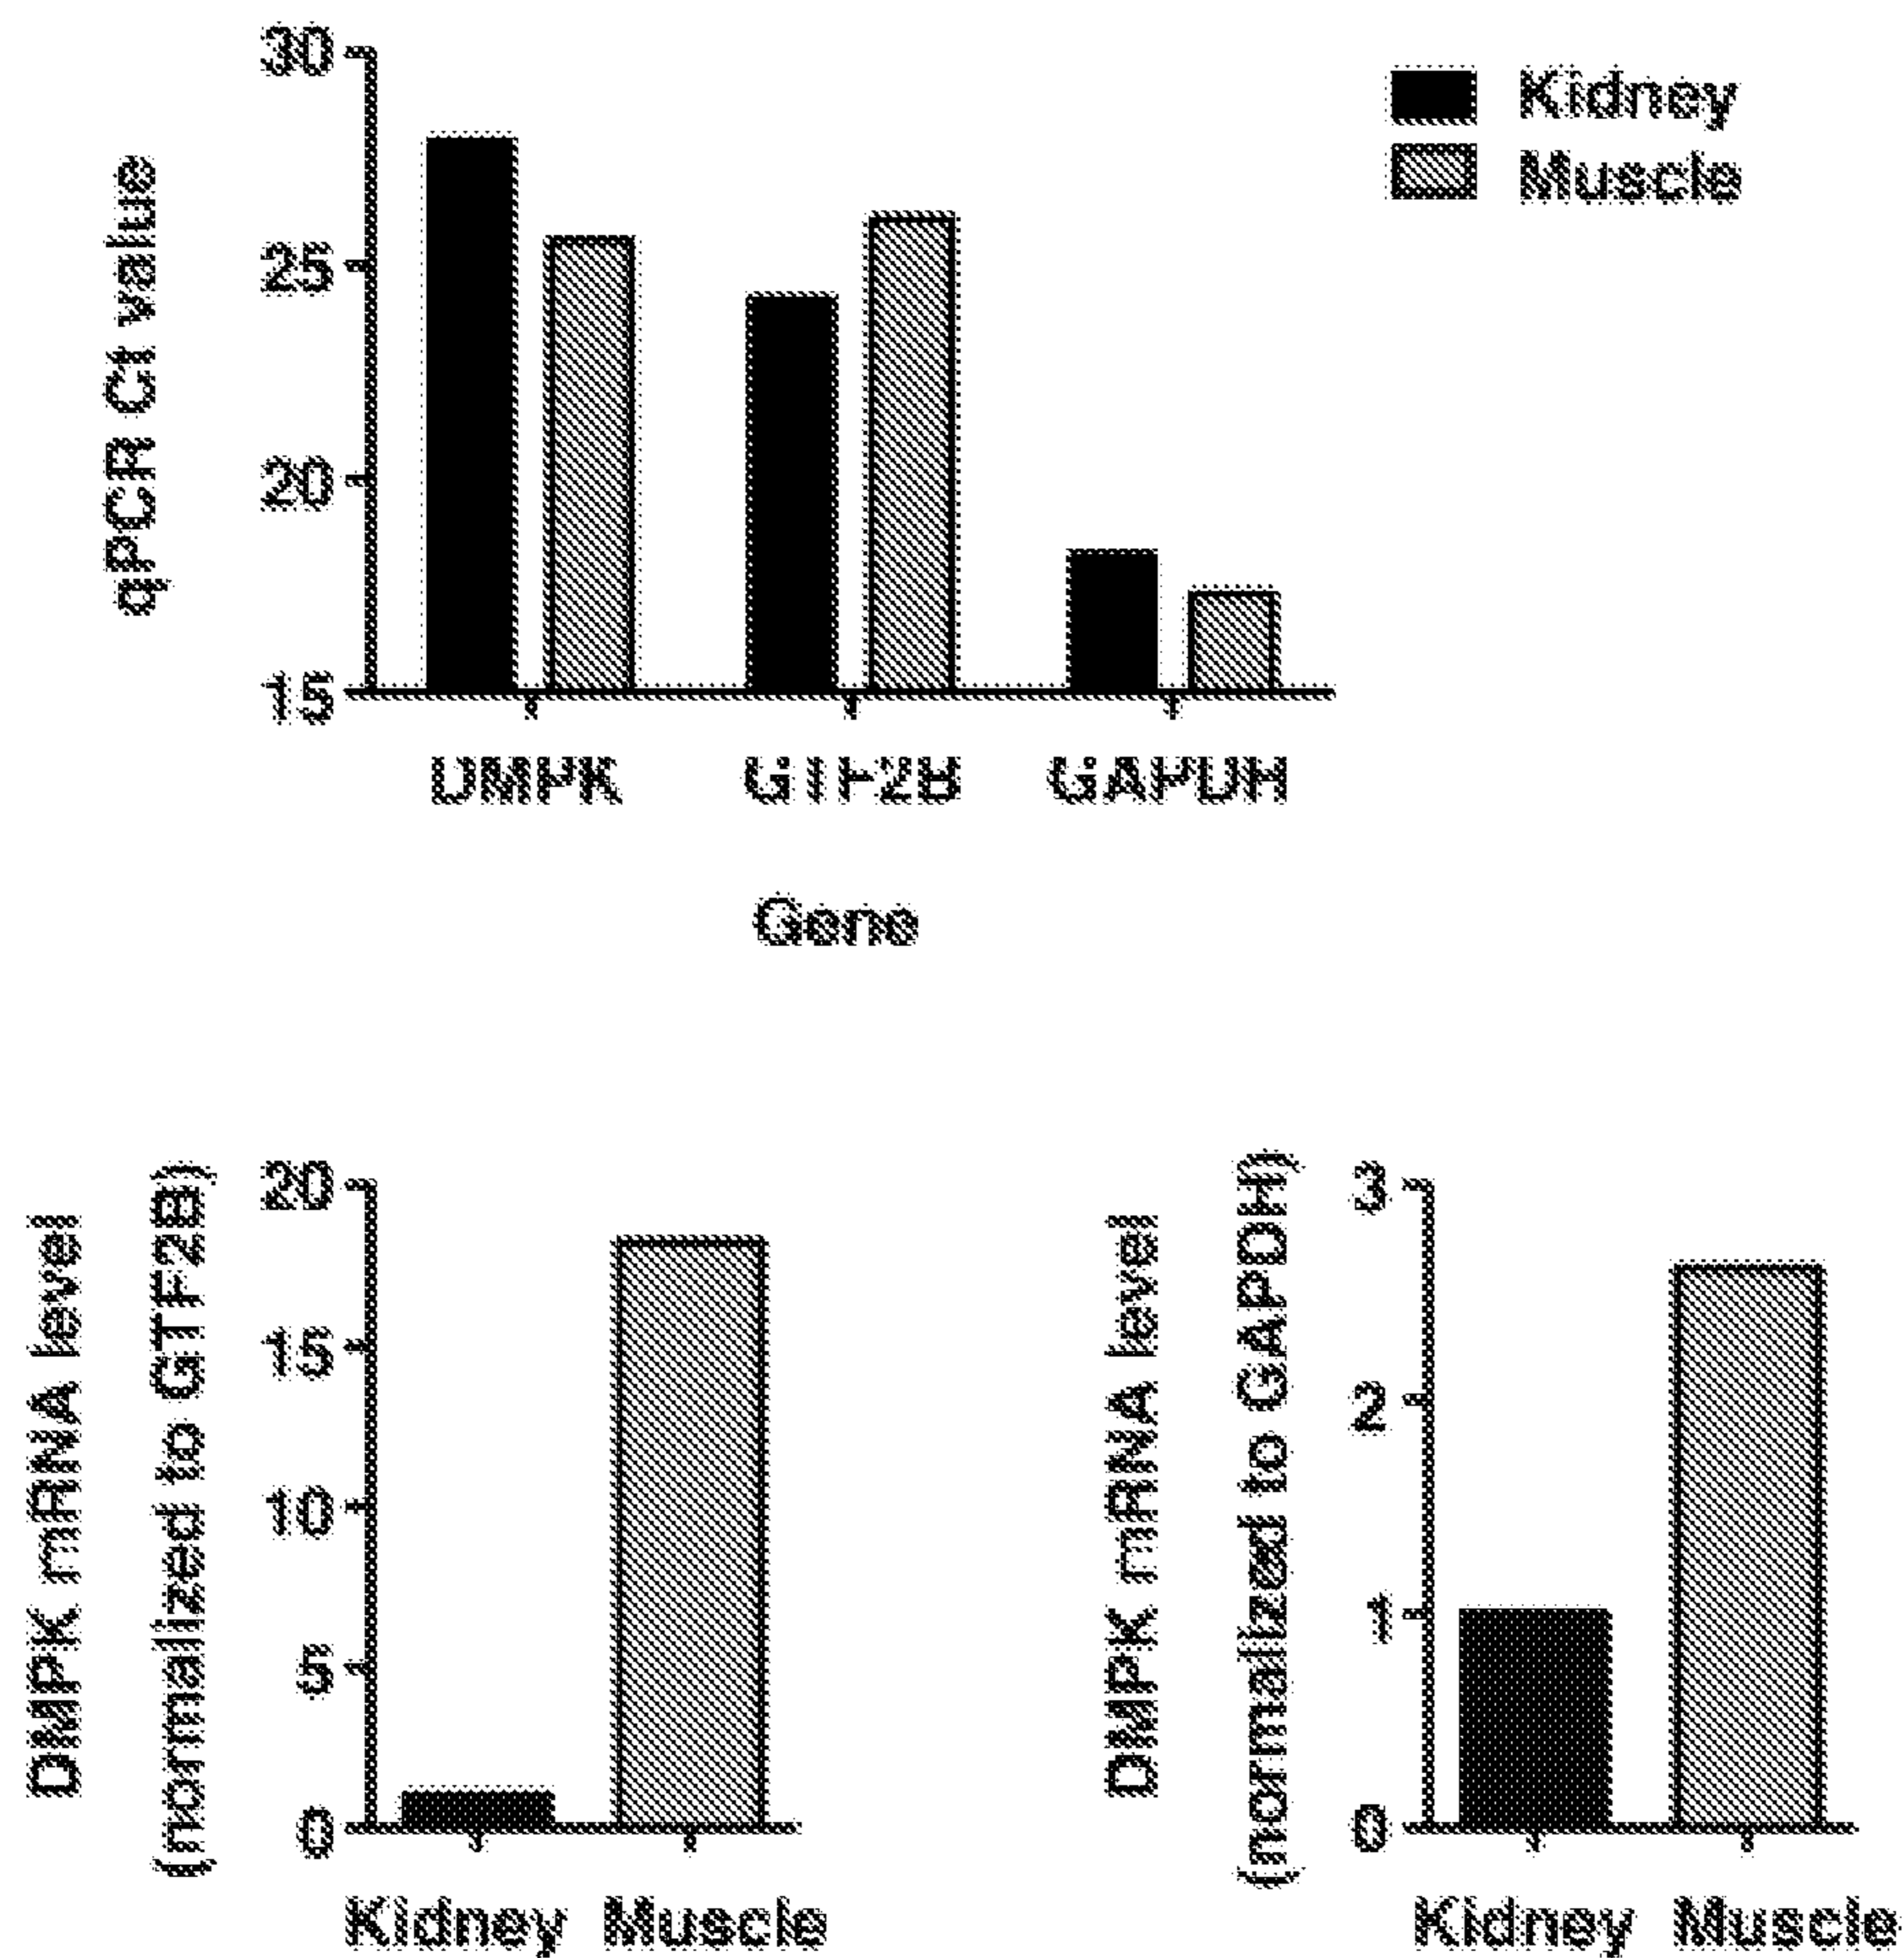 30
25
20
15
qPCR Ct value
Kidney
Muscle
DMPK GTF2B GAPDH
Gene
DMPK mRNA level
(normalized to GTF2B)
20
15
10
5
0
Kidney Muscle
DMPK mRNA level
(normalized to GAPDH)
3
2
1
0
Kidney Muscle